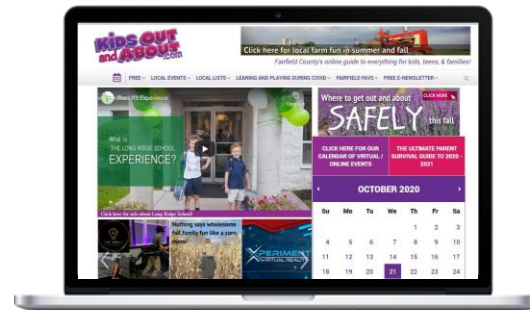 KIDS OUT
and ABOUT.com
Click here for local farm fun in summer and fall
Fairfield County's online guide to everything for kids, teens, & families!
FREE
LOCAL EVENTS
LOCAL LISTS
LEANING AND PLAYING DURING COVID
FAIRFIELD FAVS
FREE E-NEWSLETTER
What is
THE LONG RIDGE SCHOOL
EXPERIENCE?
Click here for info about Long Ridge School!
Where to get out and about
CLICK HERE
SAFELY
this fall
CLICK HERE FOR OUR
CALENDAR OF VIRTUAL /
ONLINE EVENTS
THE ULTIMATE PARENT
SURVIVAL GUIDE TO 2020 -
2021
Nothing says wholesome
fall family fun like a corn
maze!
XPERIMENT
VIRTUAL REALITY
OCTOBER 2020
Su Mo Tu We Th Fr Sa
1 2 3
4 5 6 7 8 9 10
11 12 13 14 15 16 17
18 19 20 21 22 23 24